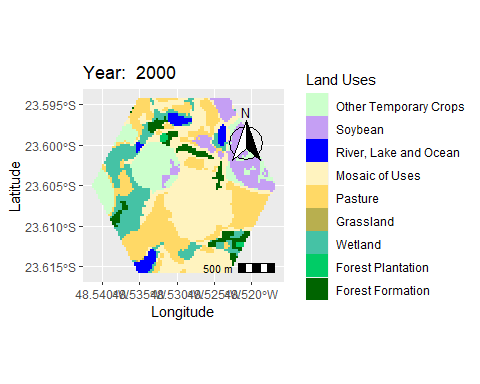 Year: 2000
Land Uses
Other Temporary Crops
Soybean
River, Lake and Ocean
Mosaic of Uses
Pasture
Grassland
Wetland
Forest Plantation
Forest Formation
N
500 m
23.595°S
23.600°S
23.605°S
23.610°S
23.615°S
Latitude
Longitude